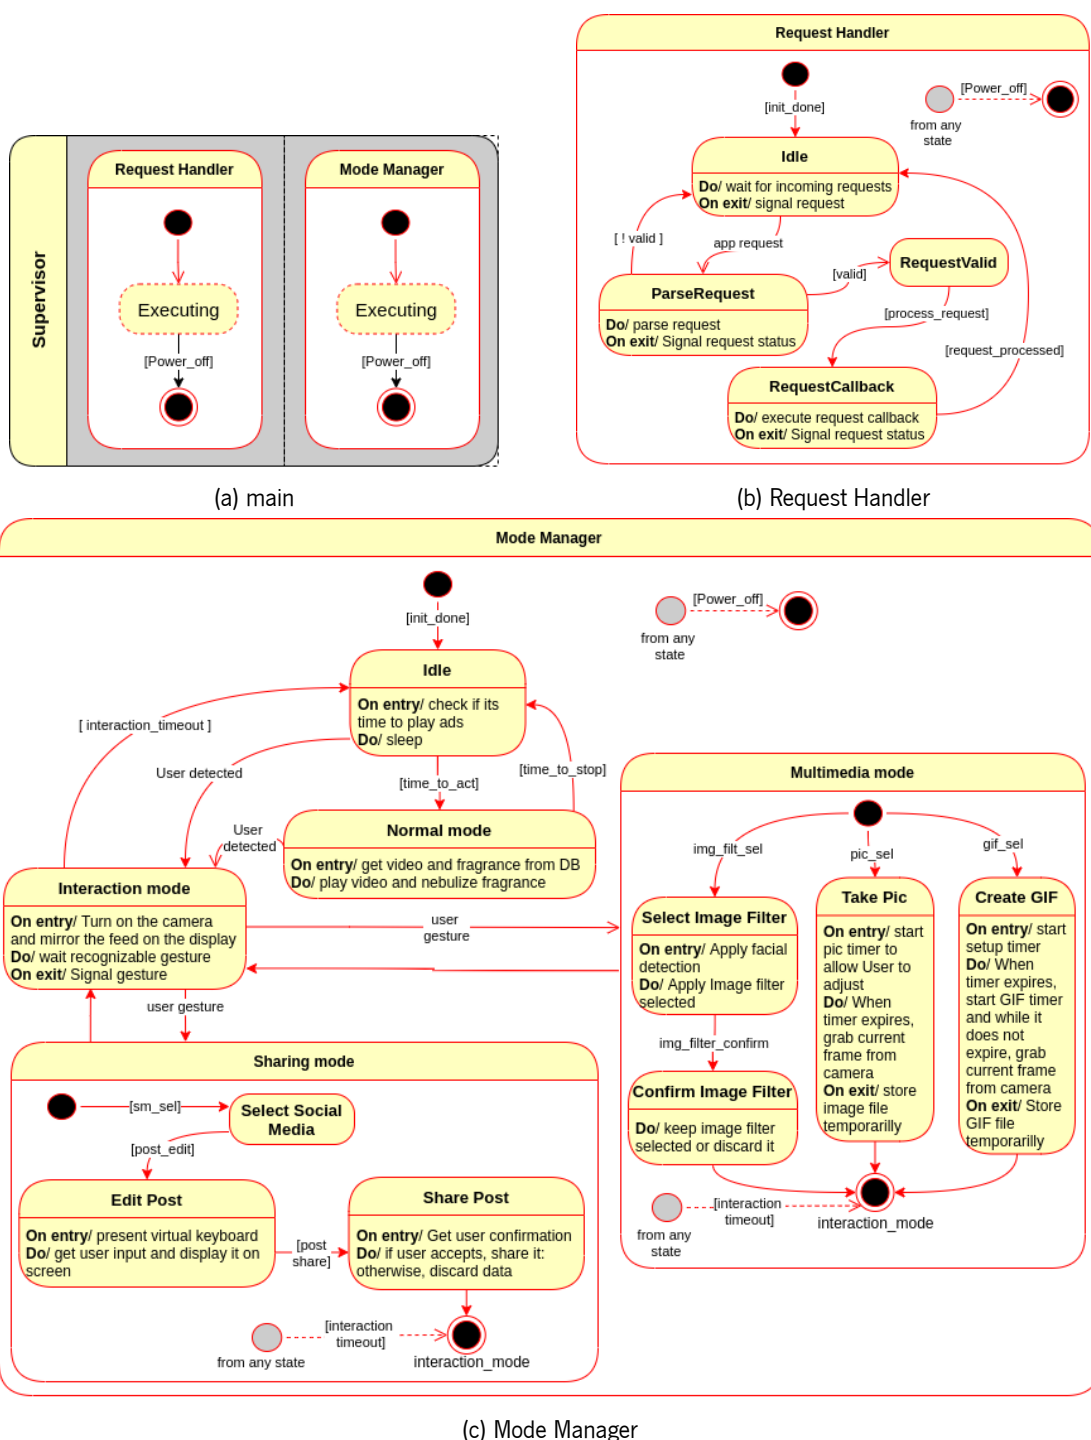 Supervisor
Request Handler
Executing
[Power_off]
Mode Manager
Executing
[Power_off]
(a) main
Request Handler
[init_done]
[Power_off]
from any
state
Idle
Do/ wait for incoming requests
On exit/ signal request
[ ! valid ]
app request
[valid]
RequestValid
ParseRequest
Do/ parse request
On exit/ Signal request status
[process_request]
[request_processed]
RequestCallback
Do/ execute request callback
On exit/ Signal request status
(b) Request Handler
Mode Manager
[init_done]
[Power_off]
from any
state
Idle
On entry/ check if its
time to play ads
Do/ sleep
[ interaction_timeout ]
User detected
[time_to_act]
[time_to_stop]
User
detected
Normal mode
On entry/ get video and fragrance from DB
Do/ play video and nebulize fragrance
Interaction mode
On entry/ Turn on the camera
and mirror the feed on the display
Do/ wait recognizable gesture
On exit/ Signal gesture
user
gesture
user gesture
Multimedia mode
img_filt_sel
pic_sel
gif_sel
Select Image Filter
On entry/ Apply facial
detection
Do/ Apply Image filter
selected
img_filter_confirm
Confirm Image Filter
Do/ keep image filter
selected or discard it
Take Pic
On entry/ start
pic timer to
allow User to
adjust
Do/ When
timer expires,
grab current
frame from
camera
On exit/ store
image file
temporarilly
Create GIF
On entry/ start
setup timer
Do/ When
timer expires,
start GIF timer
and while it
does not
expire, grab
current frame
from camera
On exit/ Store
GIF file
temporarilly
[interaction
timeout]
from any
state
interaction_mode
Sharing mode
[sm_sel]
Select Social
Media
[post_edit]
Edit Post
On entry/ present virtual keyboard
Do/ get user input and display it on
screen
[post
share]
Share Post
On entry/ Get user confirmation
Do/ if user accepts, share it:
otherwise, discard data
[interaction
timeout]
from any state
interaction_mode
(c) Mode Manager